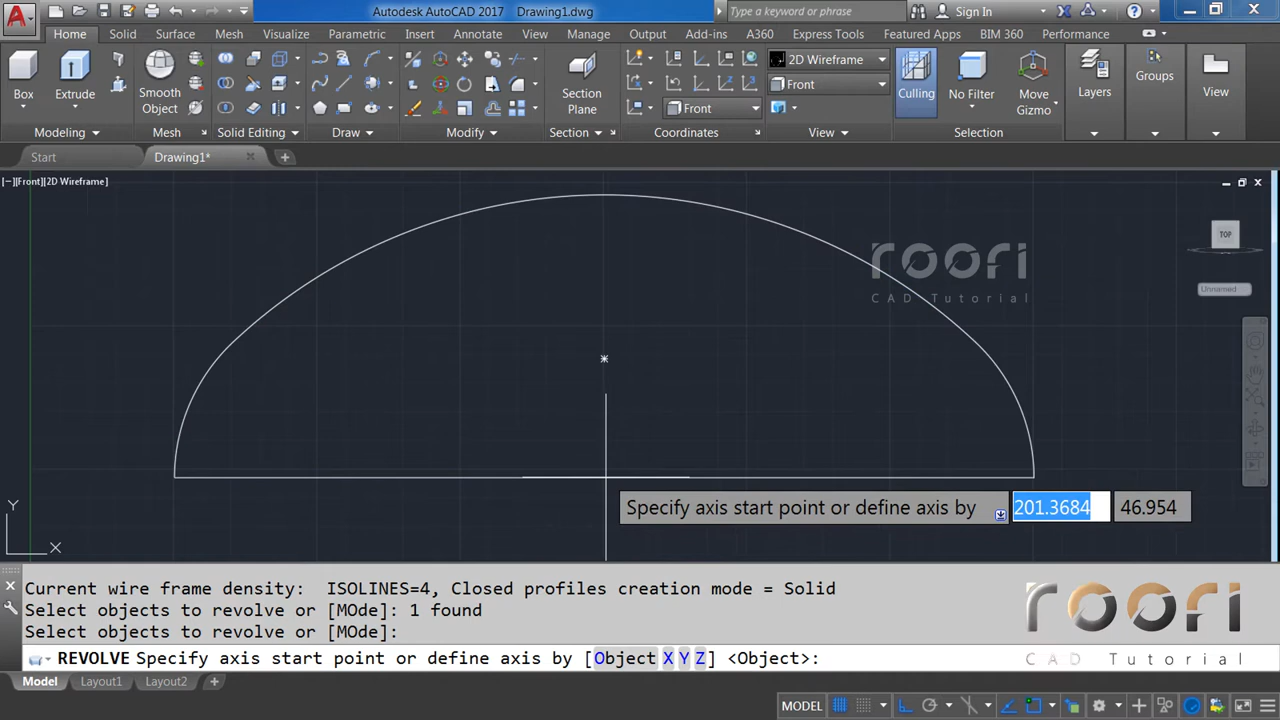 Autodesk AutoCAD 2017 Drawing1.dwg
Type a keyword or phrase
Sign In
Home Solid Surface Mesh Visualize Parametric Insert Annotate View Manage Output Add-ins A360 Express Tools Featured Apps BIM 360 Performance
Box
Extrude
Smooth
Object
Section
Plane
2D Wireframe
Front
Front
Culling
No Filter
Move
Gizmo
Layers
Groups
View
Modeling
Mesh
Solid Editing
Draw
Modify
Section
Coordinates
View
Selection
Start
Drawing1*
[−][Front][2D Wireframe]
TOP
Unnamed
roori
CAD Tutorial
Specify axis start point or define axis by 201.3684 46.954
Y
X
Current wire frame density: ISOLINES=4, Closed profiles creation mode = Solid
Select objects to revolve or [MOde]: 1 found
Select objects to revolve or [MOde]:
REVOLVE Specify axis start point or define axis by [Object X Y Z] <Object>:
roori
CAD Tutorial
Model Layout1 Layout2
MODEL